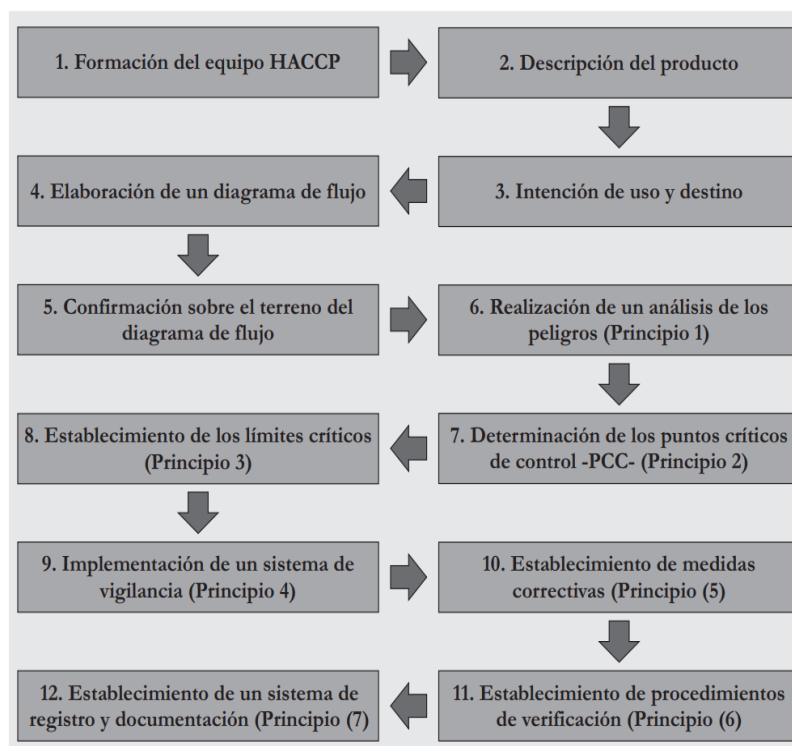 1. Formación del equipo HACCP
2. Descripción del producto
3. Intención de uso y destino
4. Elaboración de un diagrama de flujo
5. Confirmación sobre el terreno del
diagrama de flujo
6. Realización de un análisis de los
peligros (Principio 1)
7. Determinación de los puntos críticos
de control -PCC- (Principio 2)
8. Establecimiento de los límites críticos
(Principio 3)
9. Implementación de un sistema de
vigilancia (Principio 4)
10. Establecimiento de medidas
correctivas (Principio (5)
11. Establecimiento de procedimientos
de verificación (Principio (6)
12. Establecimiento de un sistema de
registro y documentación (Principio (7)